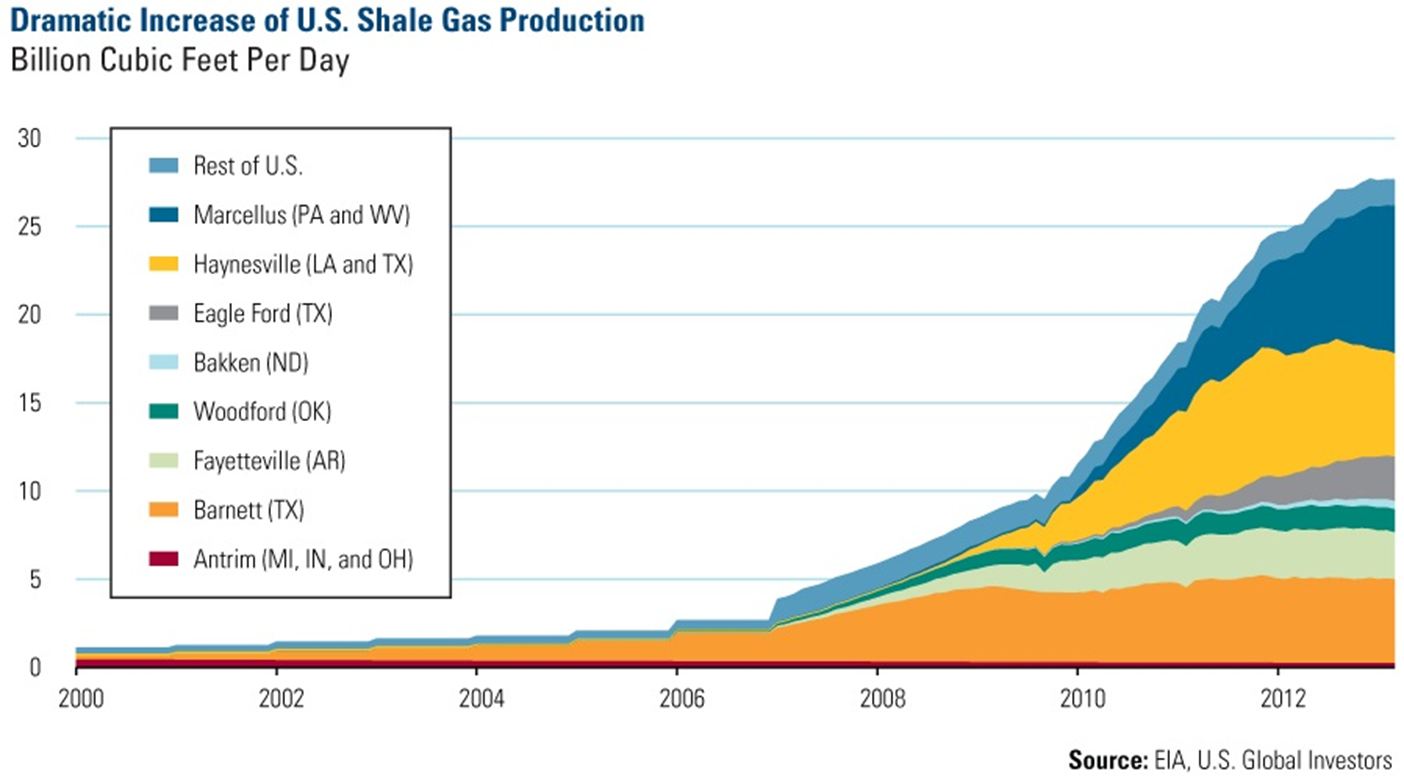 Dramatic Increase of U.S. Shale Gas Production
Billion Cubic Feet Per Day
30
25
20
15
10
5
0
Rest of U.S.
Marcellus (PA and WV)
Haynesville (LA and TX)
Eagle Ford (TX)
Bakken (ND)
Woodford (OK)
Fayetteville (AR)
Barnett (TX)
Antrim (MI, IN, and OH)
2000 2002 2004 2006 2008 2010 2012
Source: EIA, U.S. Global Investors